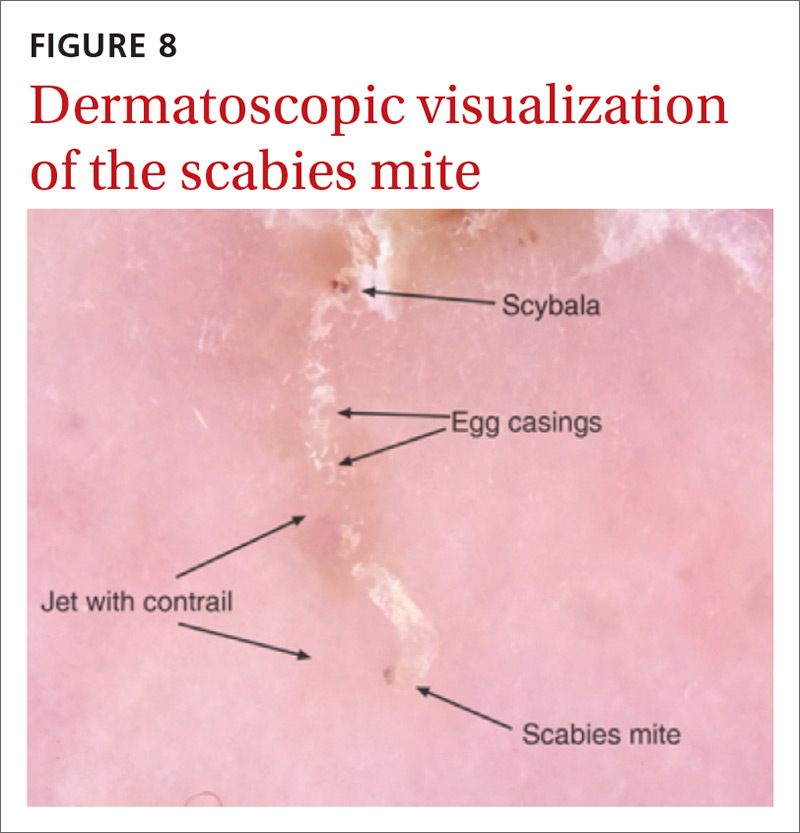 FIGURE 8
Dermatoscopic visualization
of the scabies mite
Scybala
Egg casings
Jet with contrail
Scabies mite